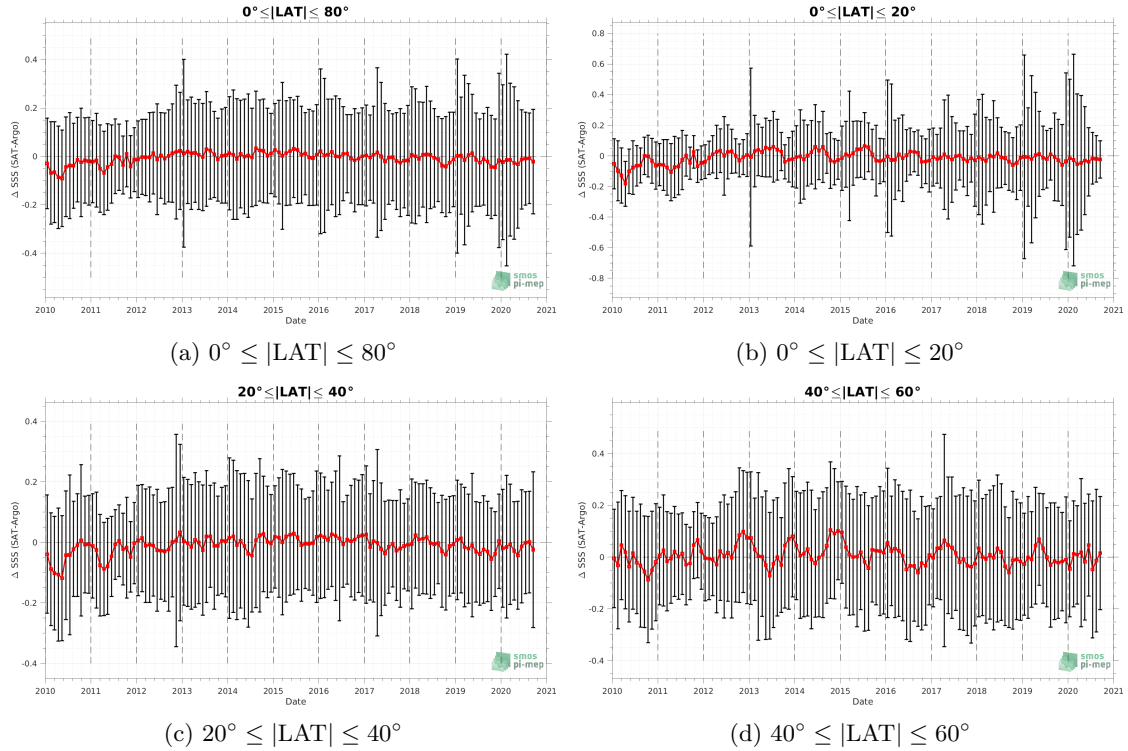 0°≤|LAT|≤ 80°
Δ SSS (SAT-Argo)
0.4
0.2
0
-0.2
-0.4
2010 2011 2012 2013 2014 2015 2016 2017 2018 2019 2020 2021
Date
smos
pi-mep
(a) 0° ≤ |LAT| ≤ 80°
0°≤|LAT|≤ 20°
Δ SSS (SAT-Argo)
0.8
0.6
0.4
0.2
0
-0.2
-0.4
-0.6
-0.8
2010 2011 2012 2013 2014 2015 2016 2017 2018 2019 2020 2021
Date
smos
pi-mep
(b) 0° ≤ |LAT| ≤ 20°
20°≤|LAT|≤ 40°
Δ SSS (SAT-Argo)
0.4
0.2
0
-0.2
-0.4
2010 2011 2012 2013 2014 2015 2016 2017 2018 2019 2020 2021
Date
smos
pi-mep
(c) 20° ≤ |LAT| ≤ 40°
40°≤|LAT|≤ 60°
Δ SSS (SAT-Argo)
0.4
0.2
0
-0.2
-0.4
2010 2011 2012 2013 2014 2015 2016 2017 2018 2019 2020 2021
Date
smos
pi-mep
(d) 40° ≤ |LAT| ≤ 60°